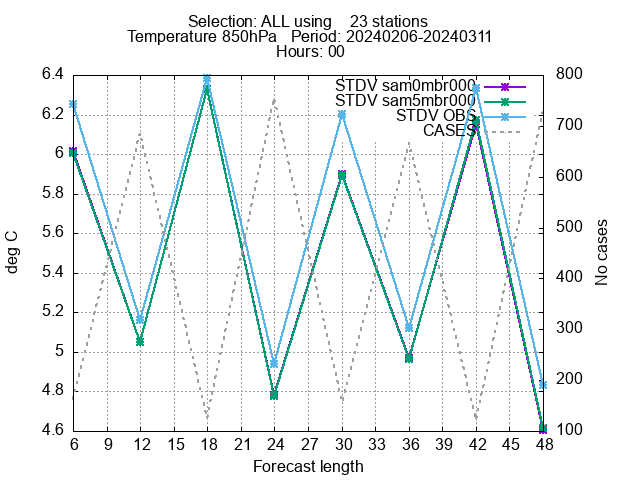 Selection: ALL using    23 stations
Temperature 850hPa   Period: 20240206-20240311
Hours: 00
STDV sam0mbr000
STDV sam5mbr000
STDV OBS
CASES
6.4
6.2
6
5.8
5.6
5.4
5.2
5
4.8
4.6
deg C
800
700
600
500
400
300
200
100
No cases
6 9 12 15 18 21 24 27 30 33 36 39 42 45 48
Forecast length